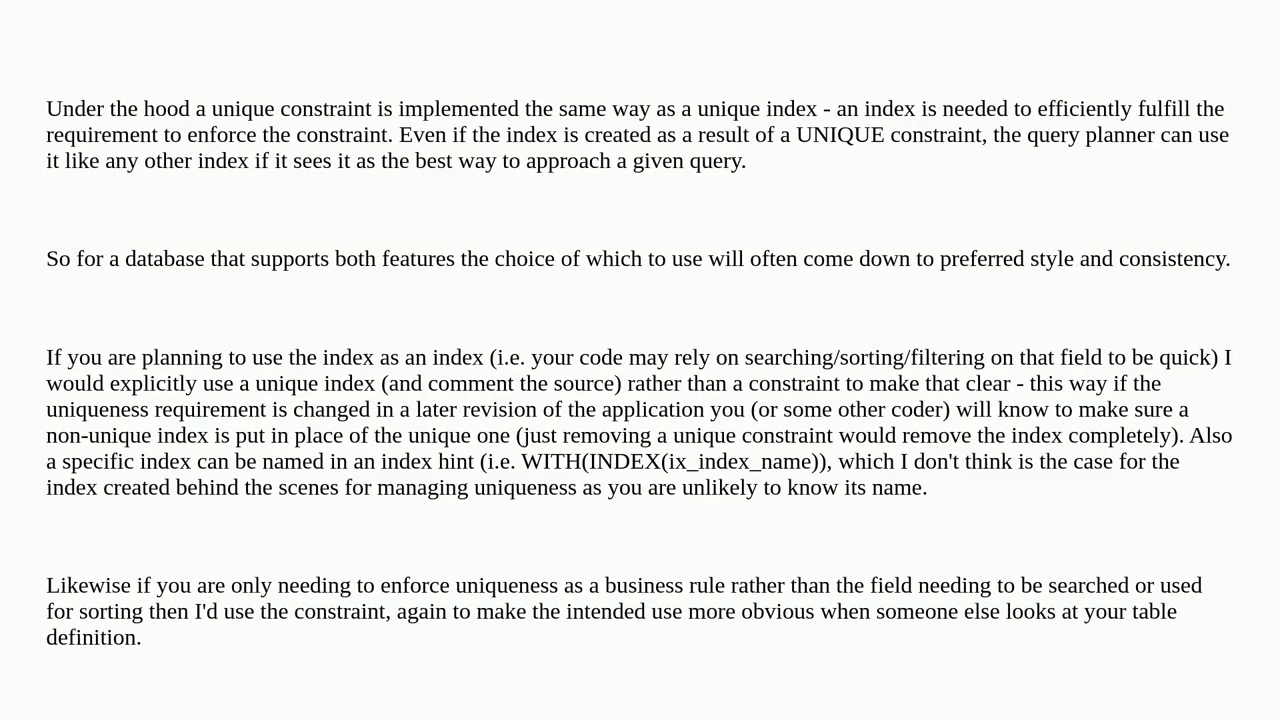 Under the hood a unique constraint is implemented the same way as a unique index - an index is needed to efficiently fulfill the
requirement to enforce the constraint. Even if the index is created as a result of a UNIQUE constraint, the query planner can use
it like any other index if it sees it as the best way to approach a given query.
So for a database that supports both features the choice of which to use will often come down to preferred style and consistency.
If you are planning to use the index as an index (i.e. your code may rely on searching/sorting/filtering on that field to be quick) I
would explicitly use a unique index (and comment the source) rather than a constraint to make that clear - this way if the
uniqueness requirement is changed in a later revision of the application you (or some other coder) will know to make sure a
non-unique index is put in place of the unique one (just removing a unique constraint would remove the index completely). Also
a specific index can be named in an index hint (i.e. WITH(INDEX(ix_index_name)), which I don't think is the case for the
index created behind the scenes for managing uniqueness as you are unlikely to know its name.
Likewise if you are only needing to enforce uniqueness as a business rule rather than the field needing to be searched or used
for sorting then I'd use the constraint, again to make the intended use more obvious when someone else looks at your table
definition.